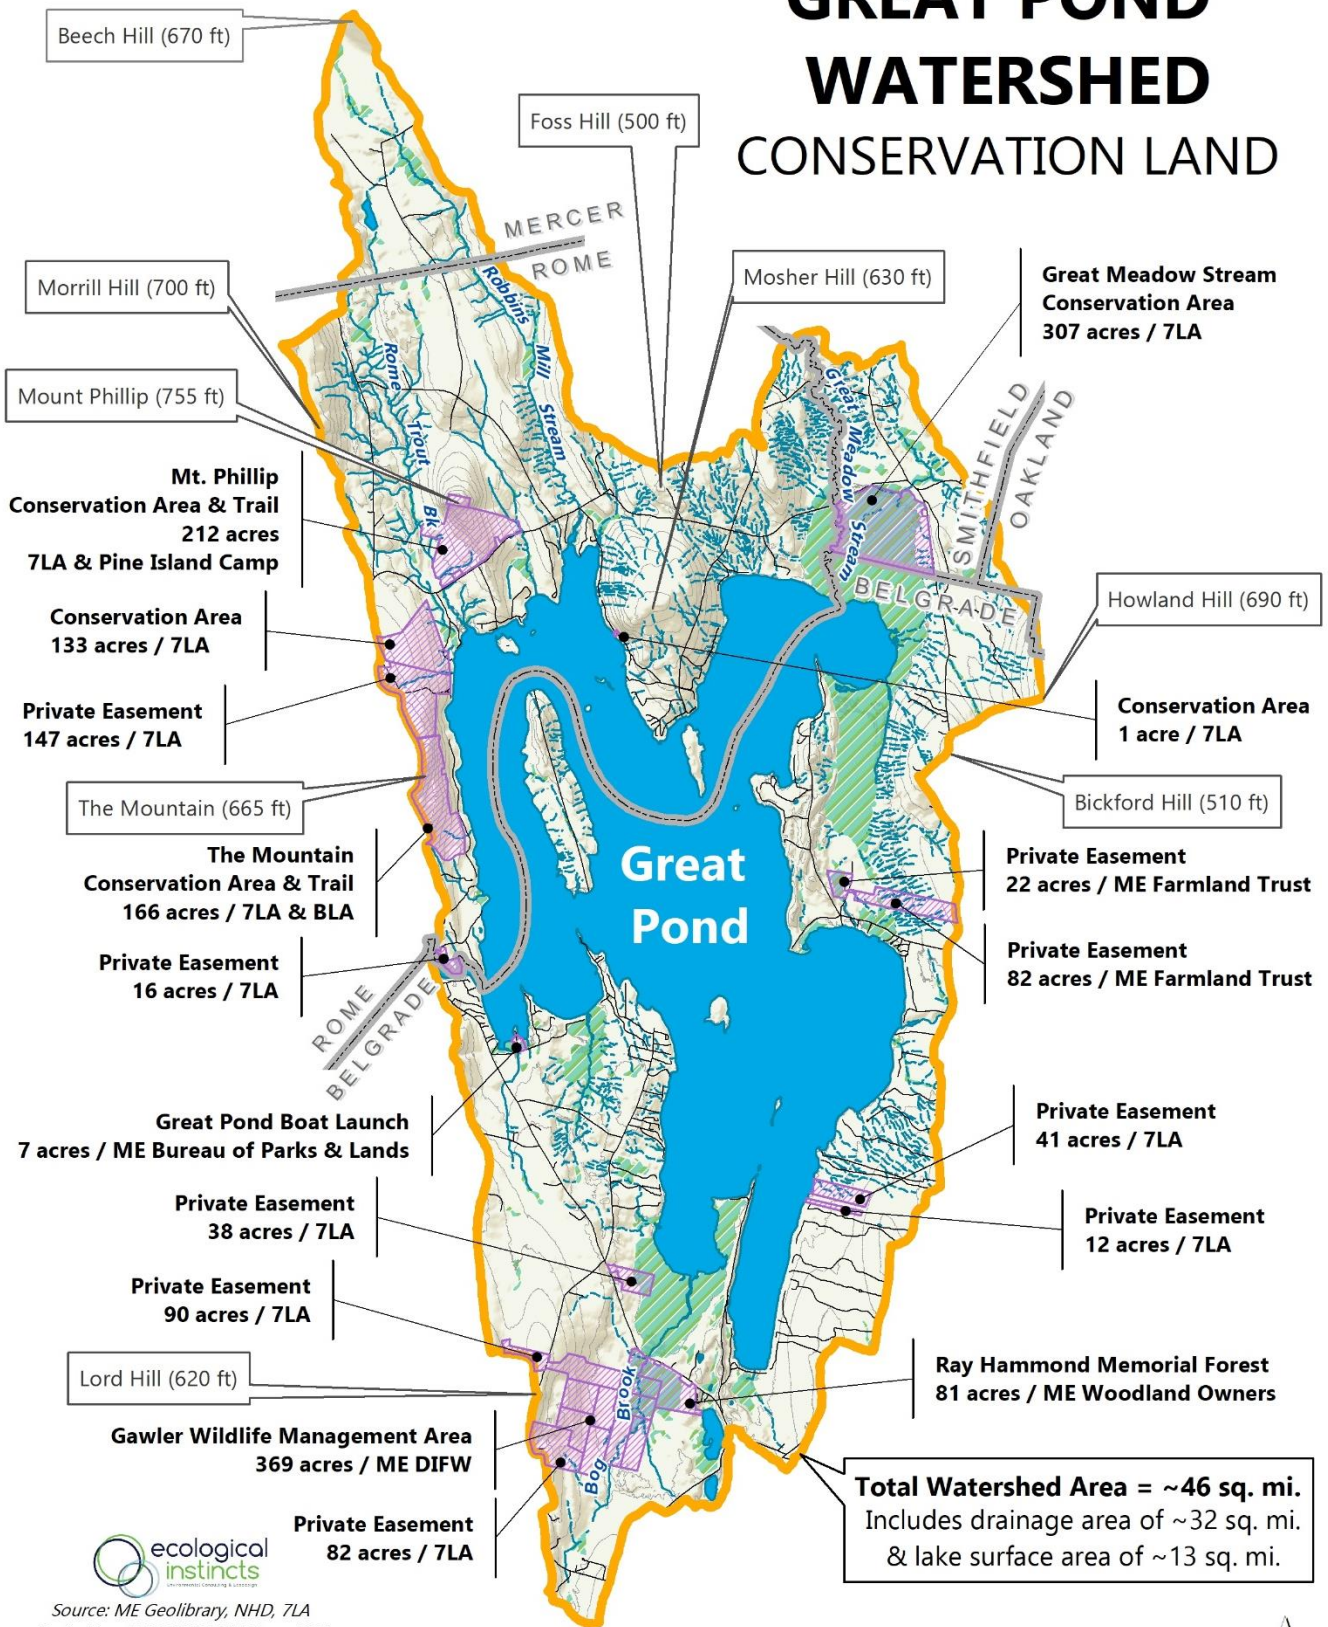 GREAT POND
WATERSHED
CONSERVATION LAND
Beech Hill (670 ft)
Foss Hill (500 ft)
MERCER
ROME
Morrill Hill (700 ft)
Mosher Hill (630 ft)
Great Meadow Stream
Conservation Area
307 acres / 7LA
Robbins
Mill
Stream
Rome
Trout
Bk
Great Meadow Stream
SMITHFIELD
OAKLAND
BELGRADE
Mount Phillip (755 ft)
Mt. Phillip
Conservation Area & Trail
212 acres
7LA & Pine Island Camp
Howland Hill (690 ft)
Conservation Area
133 acres / 7LA
Private Easement
147 acres / 7LA
Conservation Area
1 acre / 7LA
The Mountain (665 ft)
Bickford Hill (510 ft)
The Mountain
Conservation Area & Trail
166 acres / 7LA & BLA
Great
Pond
Private Easement
22 acres / ME Farmland Trust
Private Easement
82 acres / ME Farmland Trust
Private Easement
16 acres / 7LA
ROME
BELGRADE
Great Pond Boat Launch
7 acres / ME Bureau of Parks & Lands
Private Easement
41 acres / 7LA
Private Easement
38 acres / 7LA
Private Easement
12 acres / 7LA
Private Easement
90 acres / 7LA
Lord Hill (620 ft)
Ray Hammond Memorial Forest
81 acres / ME Woodland Owners
Bog Brook
Gawler Wildlife Management Area
369 acres / ME DIFW
Private Easement
82 acres / 7LA
Total Watershed Area = ~46 sq. mi.
Includes drainage area of ~32 sq. mi.
& lake surface area of ~13 sq. mi.
ecological
instincts
Source: ME Geolibrary, NHD, 7LA